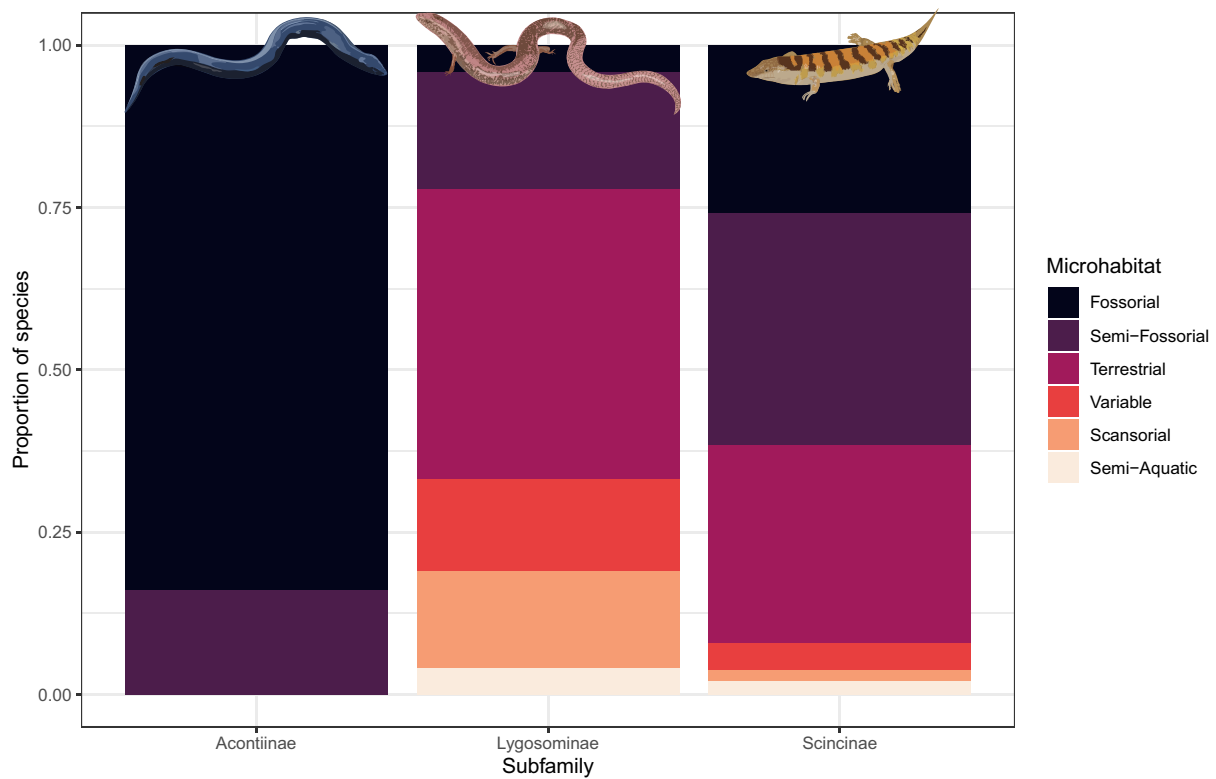 1.00
0.75
0.50
0.25
0.00
Proportion of species
Acontiinae
Lygosominae
Scincinae
Subfamily
Microhabitat
Fossorial
Semi−Fossorial
Terrestrial
Variable
Scansorial
Semi−Aquatic